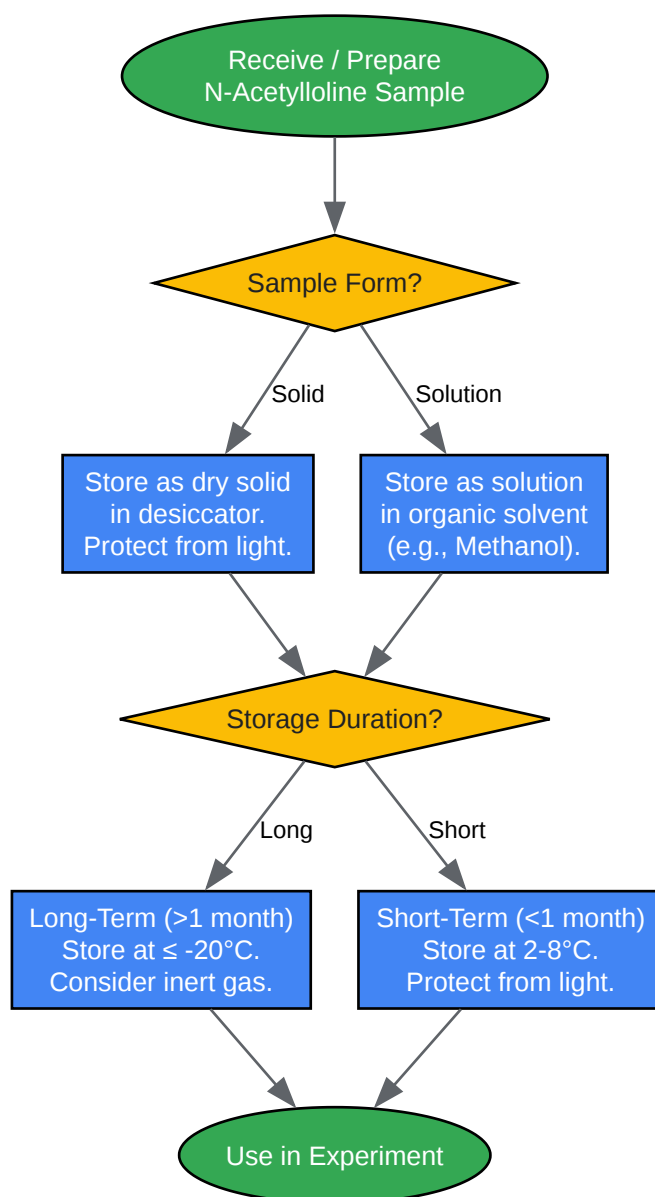 Receive / Prepare
N-Acetylloline Sample
Sample Form?
Solid
Solution
Store as dry solid
in desiccator.
Protect from light.
Store as solution
in organic solvent
(e.g., Methanol).
Storage Duration?
Long
Short
Long-Term (>1 month)
Store at ≤ -20°C.
Consider inert gas.
Short-Term (<1 month)
Store at 2-8°C.
Protect from light.
Use in Experiment